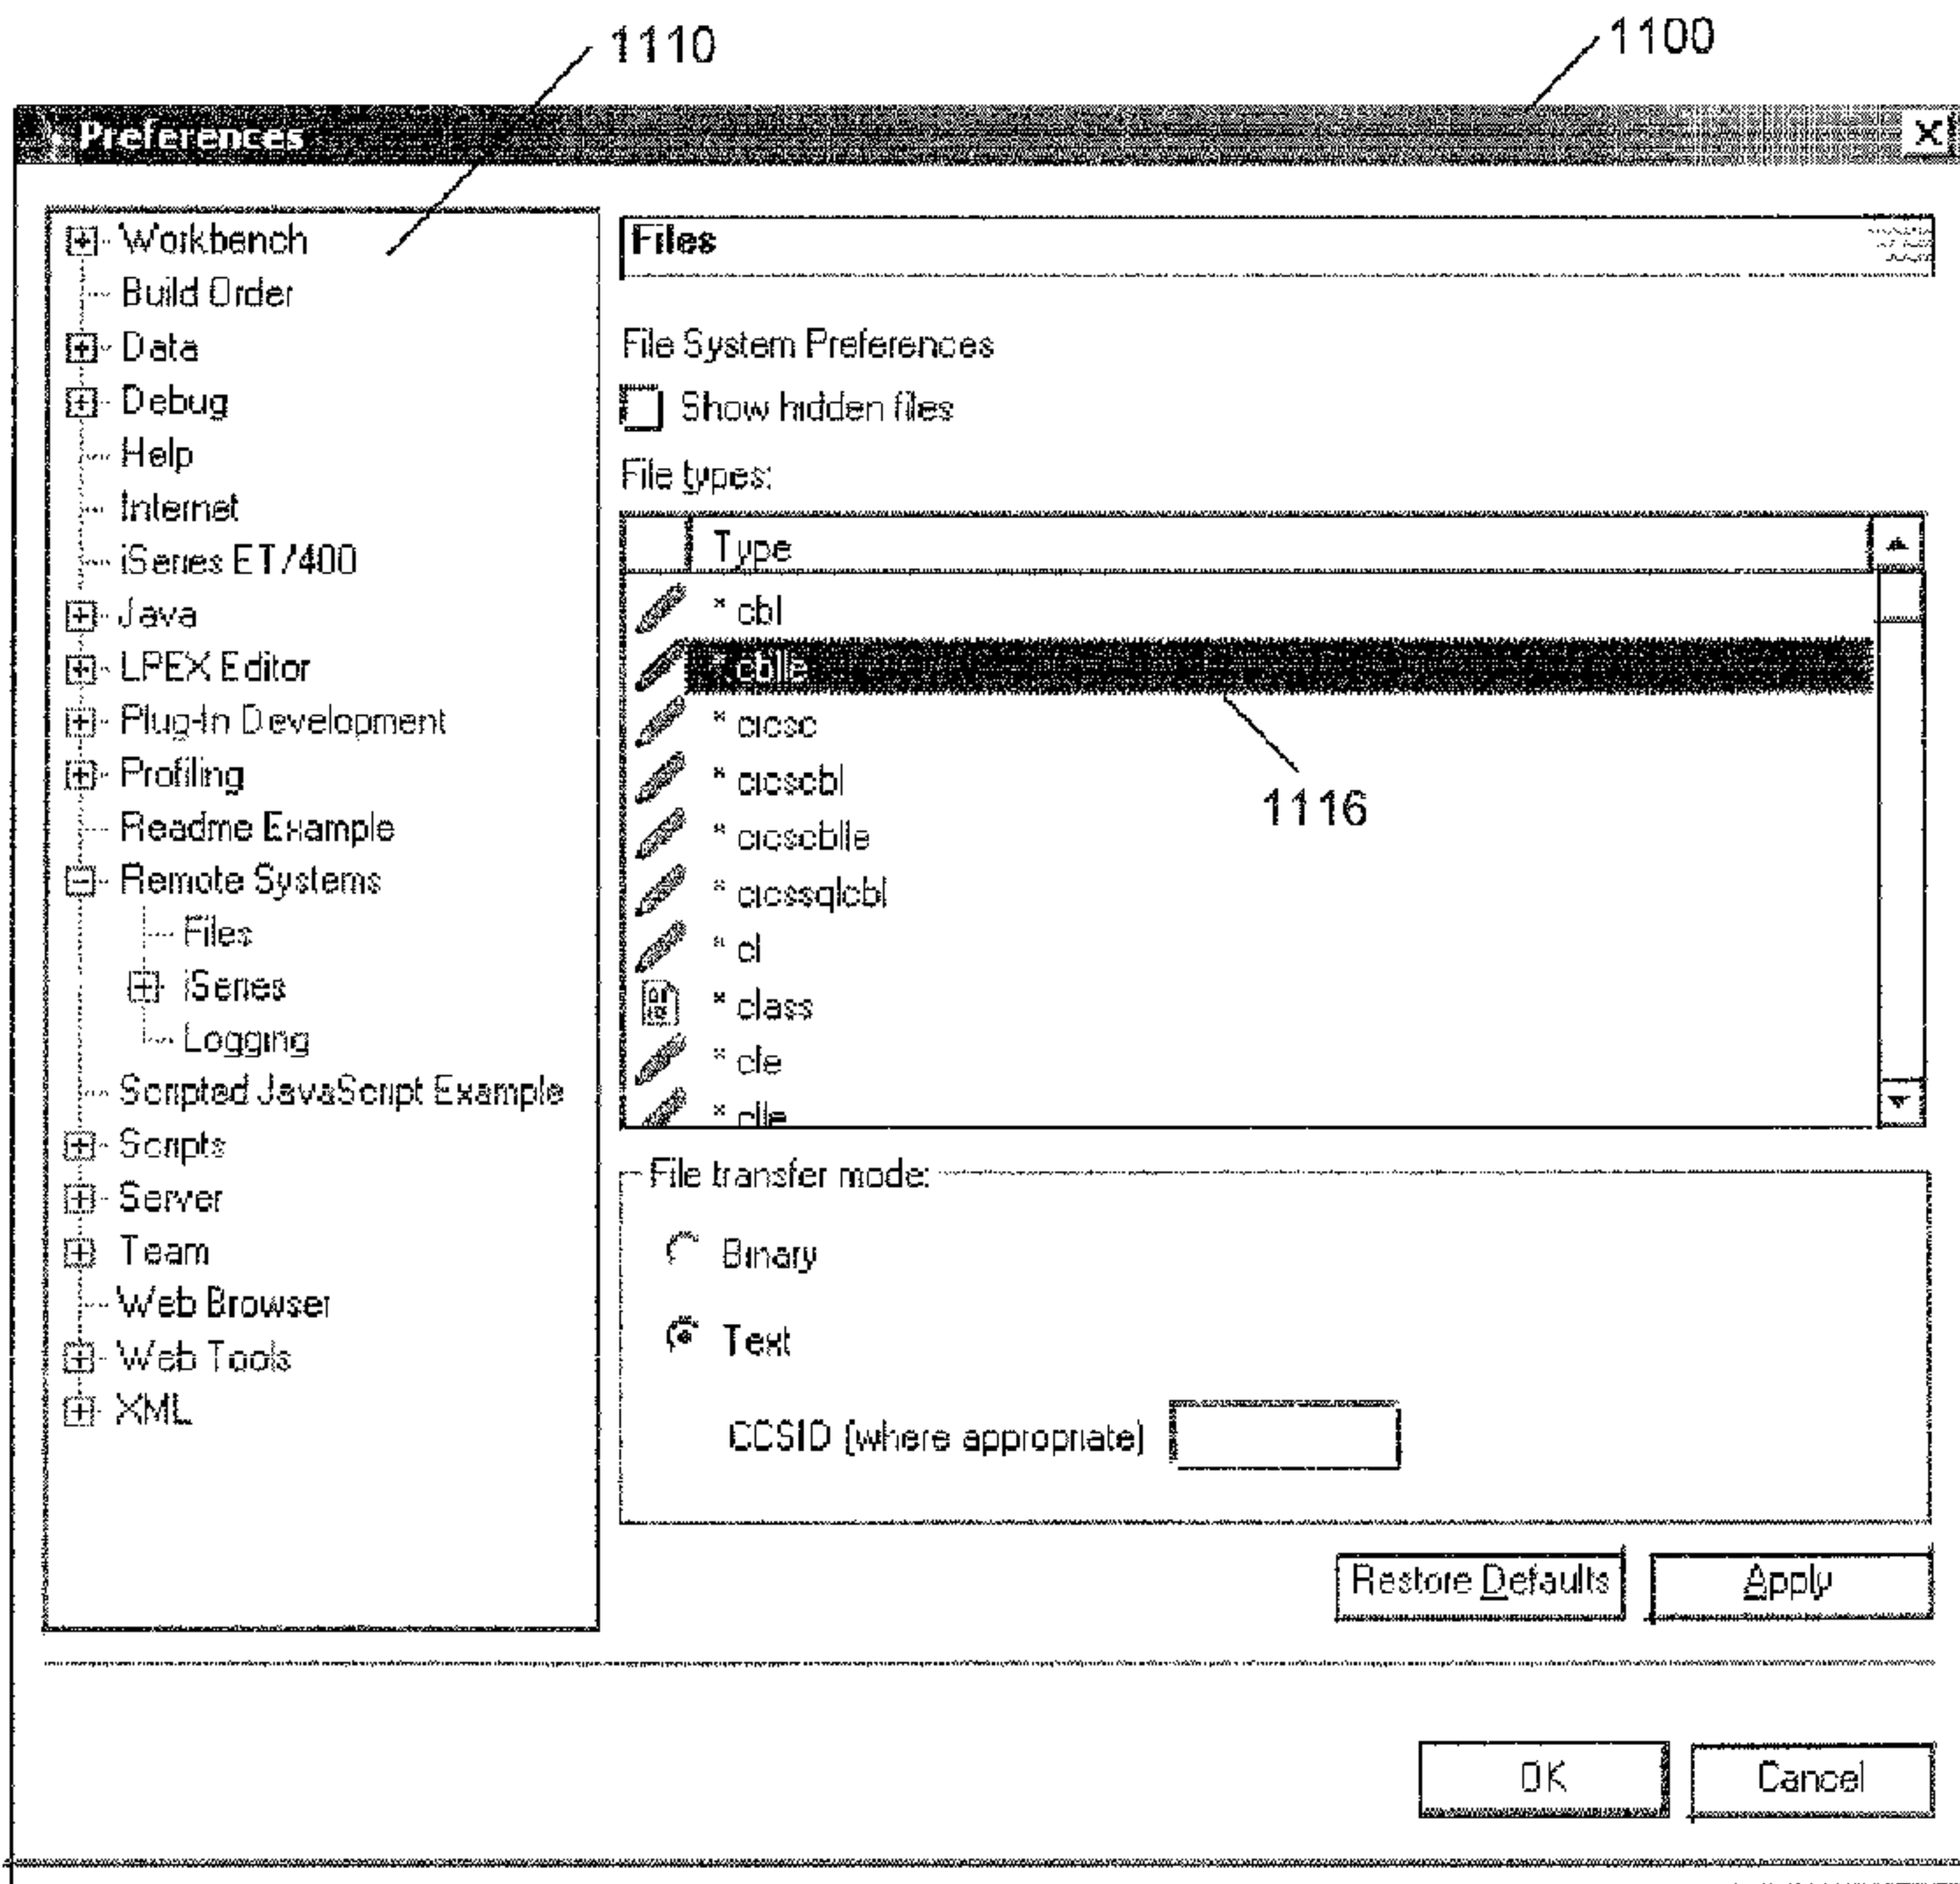 1110
1100
Preferences
Workbench
Build Order
Data
Debug
Help
Internet
iSeries ET/400
Java
LPEX Editor
Plug-In Development
Profiling
Readme Example
Remote Systems
Files
iSeries
Logging
Scripted JavaScript Example
Scripts
Server
Team
Web Browser
Web Tools
XML
Files
File System Preferences
Show hidden files
File types:
Type
*.cbl
*.cblle
*.cicsc
*.cicscbl
*.cicscblle
*.cicssqlcbl
*.cl
*.class
*.cle
*.clle
1116
File transfer mode:
Binary
Text
CCSID (where appropriate)
Restore Defaults
Apply
OK
Cancel